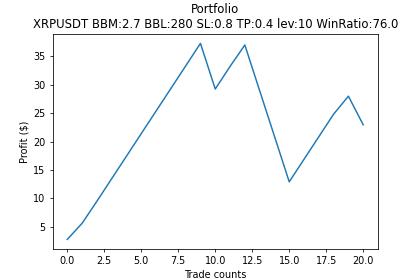 Portfolio
XRPUSDT BBM:2.7 BBL:280 SL:0.8 TP:0.4 lev:10 WinRatio:76.0
35
30
25
20
15
10
5
Profit ($)
0.0 2.5 5.0 7.5 10.0 12.5 15.0 17.5 20.0
Trade counts